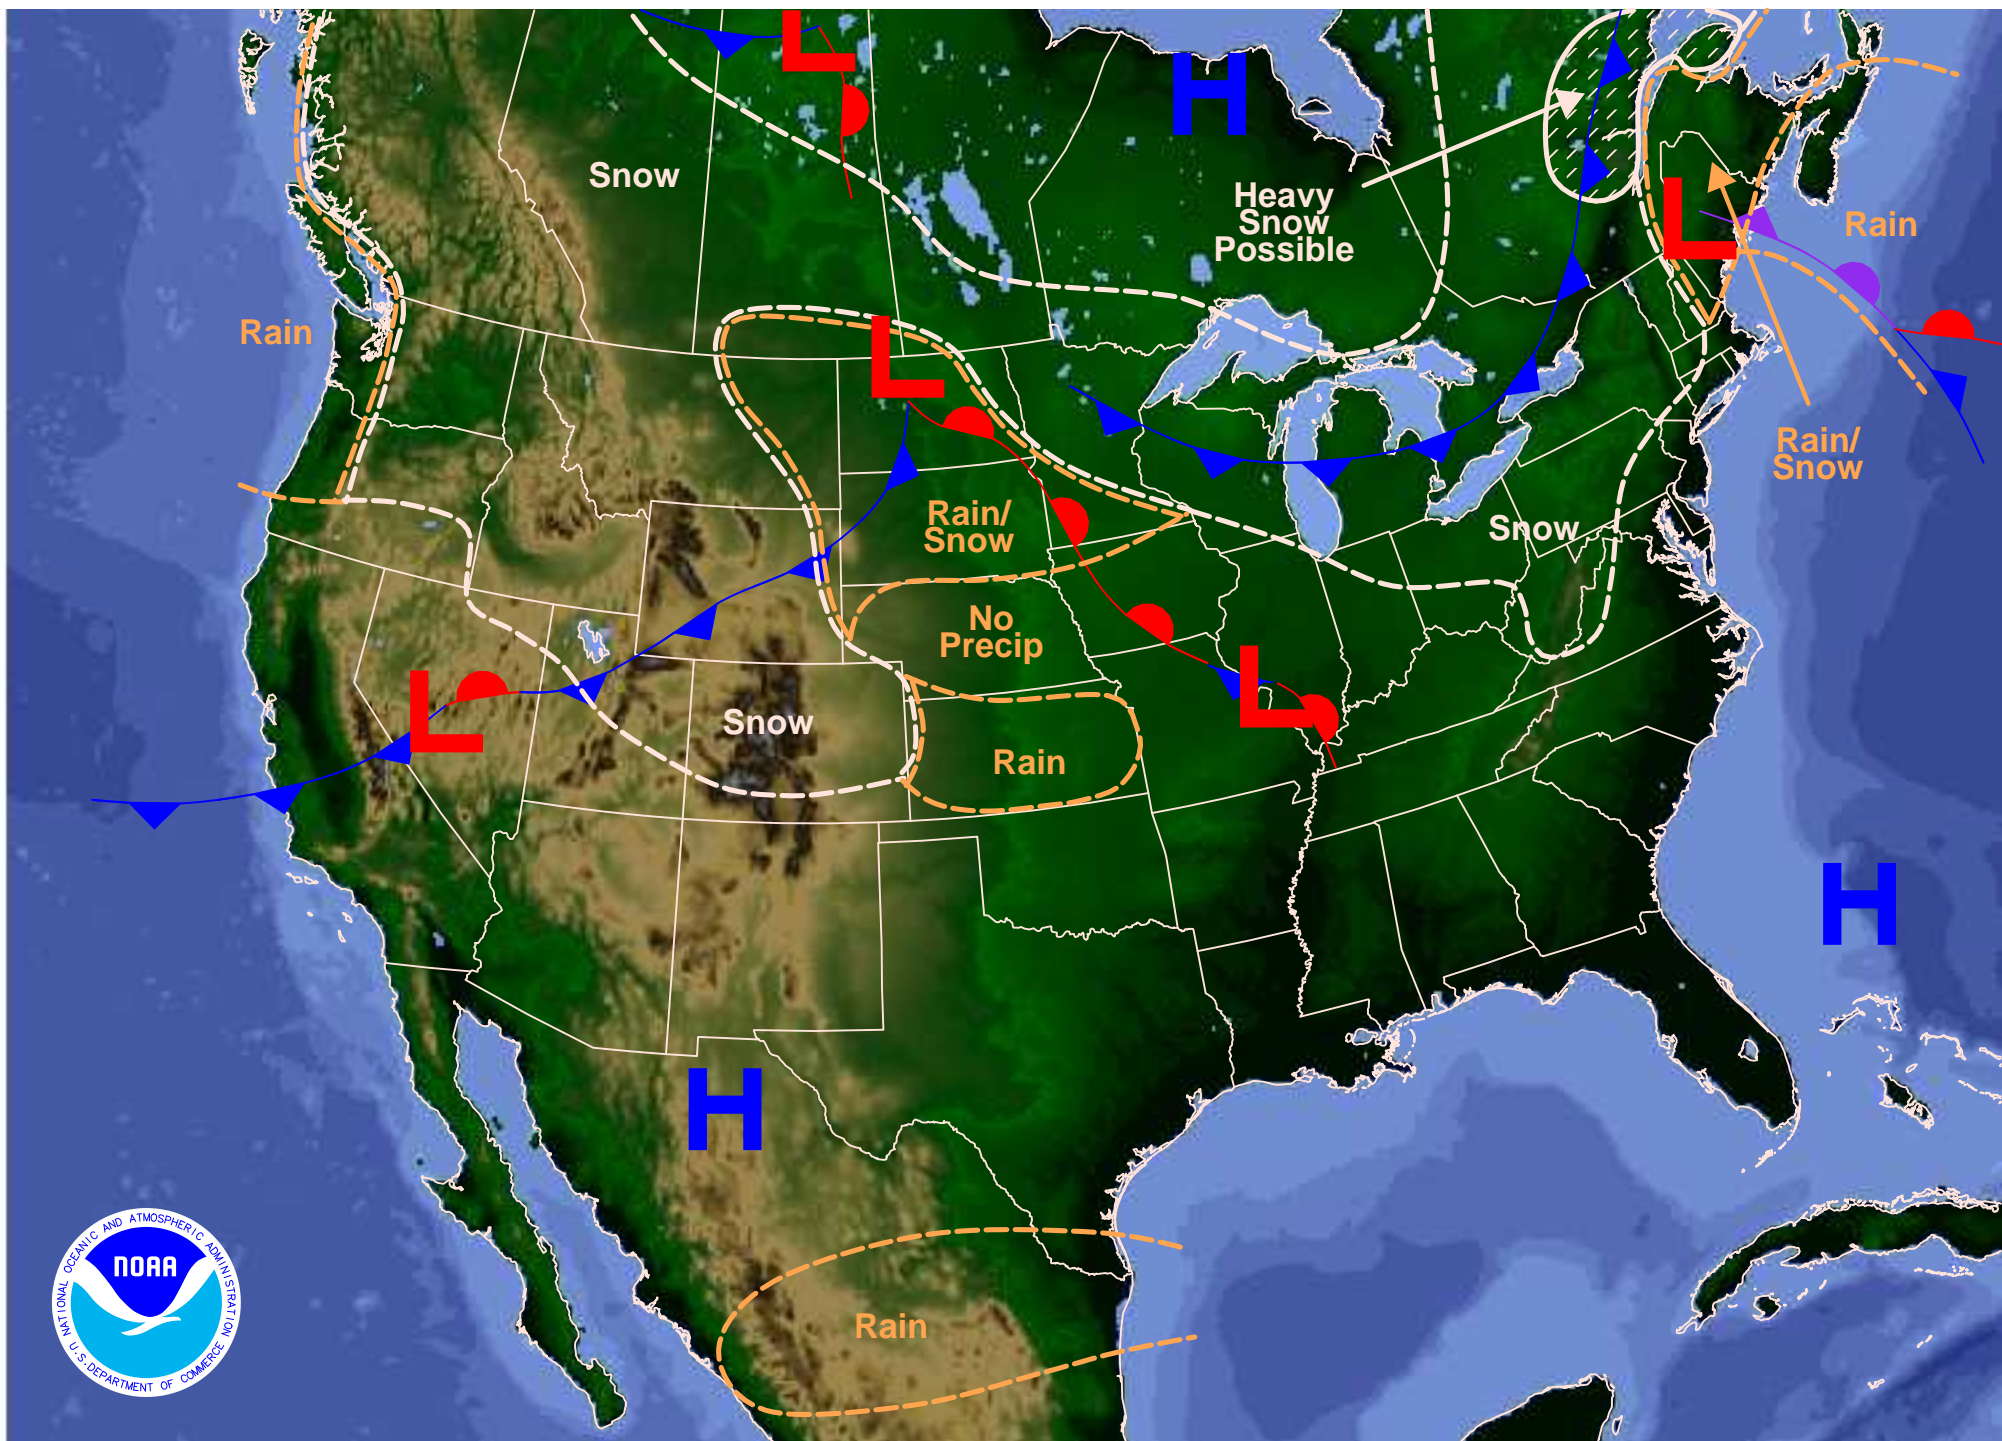 L
H
Snow
Heavy
Snow
Possible
L
Rain
Rain
L
Rain/
Snow
Rain/
Snow
Snow
No
Precip
L
L
Snow
Rain
H
H
Rain
NATIONAL OCEANIC AND ATMOSPHERIC ADMINISTRATION
NOAA
U.S. DEPARTMENT OF COMMERCE